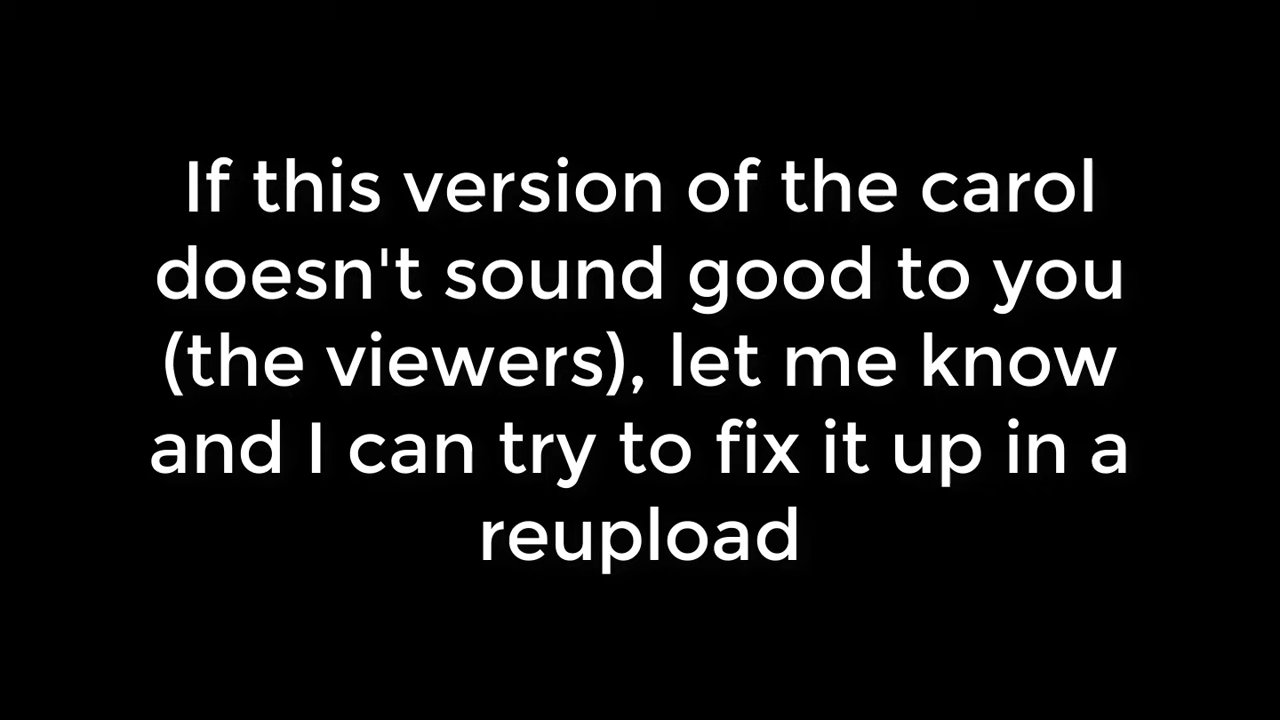 If this version of the carol
doesn't sound good to you
(the viewers), let me know
and I can try to fix it up in a
reupload